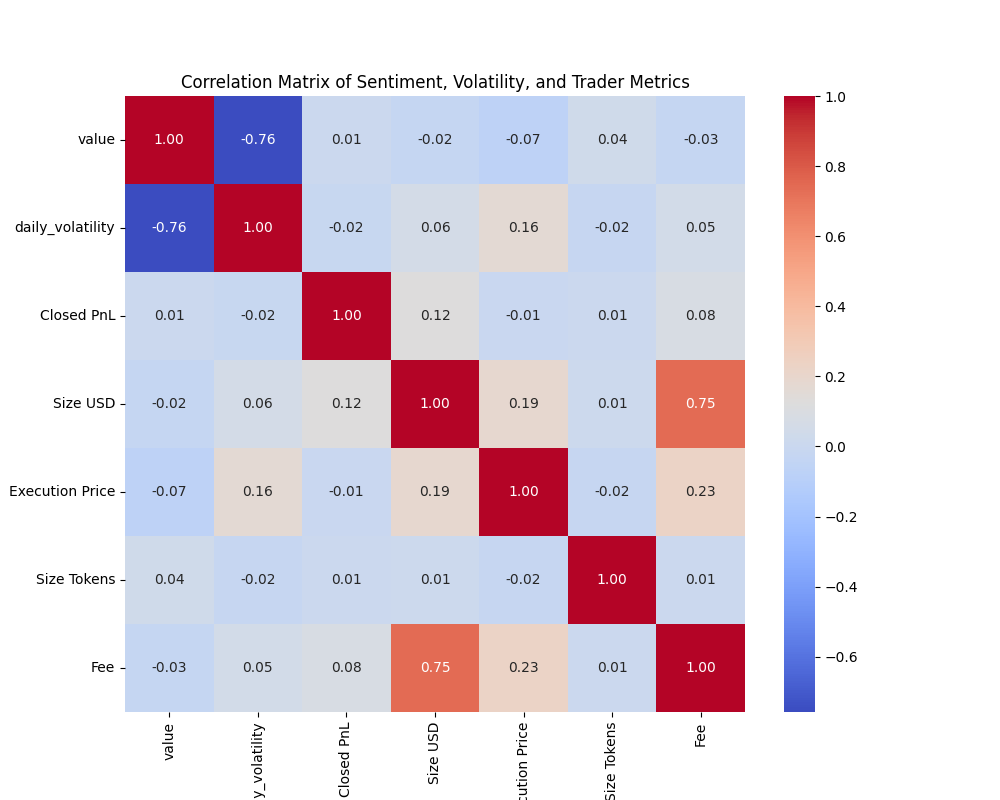 Correlation Matrix of Sentiment, Volatility, and Trader Metrics
value 1.00 -0.76 0.01 -0.02 -0.07 0.04 -0.03
daily_volatility -0.76 1.00 -0.02 0.06 0.16 -0.02 0.05
Closed PnL 0.01 -0.02 1.00 0.12 -0.01 0.01 0.08
Size USD -0.02 0.06 0.12 1.00 0.19 0.01 0.75
Execution Price -0.07 0.16 -0.01 0.19 1.00 -0.02 0.23
Size Tokens 0.04 -0.02 0.01 0.01 -0.02 1.00 0.01
Fee -0.03 0.05 0.08 0.75 0.23 0.01 1.00
value
y_volatility
Closed PnL
Size USD
cution Price
Size Tokens
Fee
1.0
0.8
0.6
0.4
0.2
0.0
−0.2
−0.4
−0.6